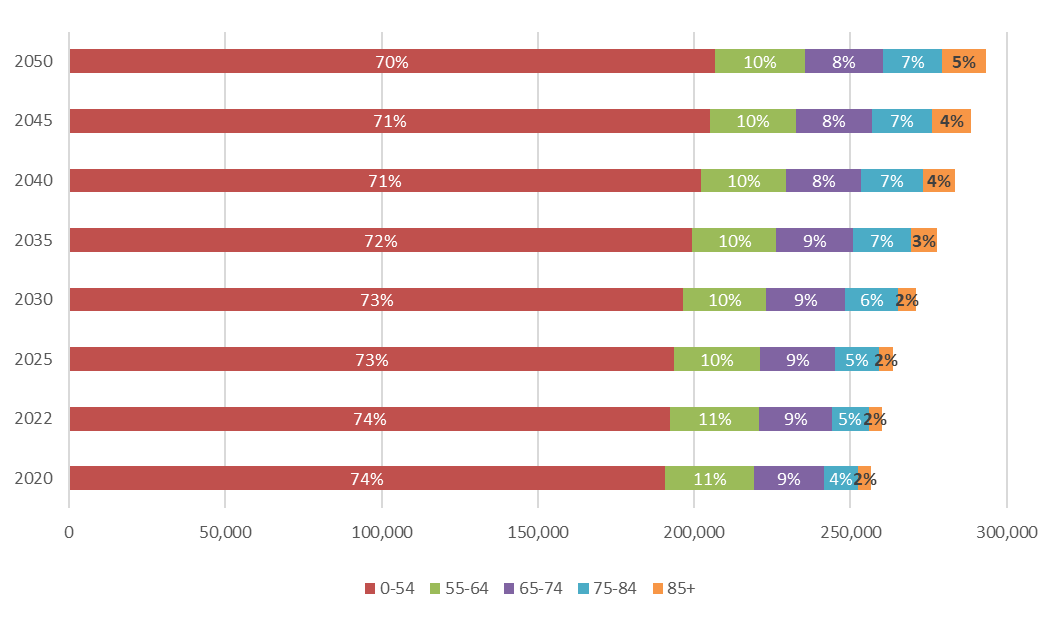 2050 70% 10% 8% 7% 5%
2045 71% 10% 8% 7% 4%
2040 71% 10% 8% 7% 4%
2035 72% 10% 9% 7% 3%
2030 73% 10% 9% 6% 2%
2025 73% 10% 9% 5% 2%
2022 74% 11% 9% 5% 2%
2020 74% 11% 9% 4% 2%
0 50,000 100,000 150,000 200,000 250,000 300,000
0-54 55-64 65-74 75-84 85+